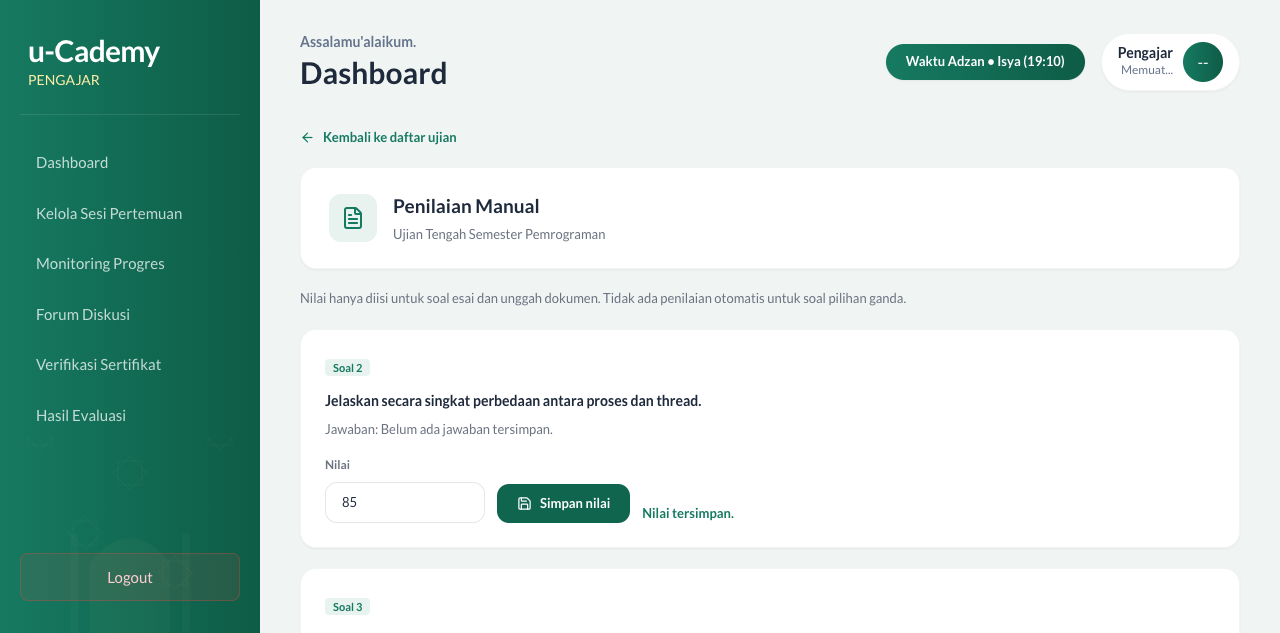 u-Cademy
PENGAJAR
Dashboard
Kelola Sesi Pertemuan
Monitoring Progres
Forum Diskusi
Verifikasi Sertifikat
Hasil Evaluasi
Logout
Assalamu'alaikum.
Dashboard
Waktu Adzan • Isya (19:10)
Pengajar
Memuat...
--
Kembali ke daftar ujian
Penilaian Manual
Ujian Tengah Semester Pemrograman
Nilai hanya diisi untuk soal esai dan unggah dokumen. Tidak ada penilaian otomatis untuk soal pilihan ganda.
Soal 2
Jelaskan secara singkat perbedaan antara proses dan thread.
Jawaban: Belum ada jawaban tersimpan.
Nilai
85
Simpan nilai
Nilai tersimpan.
Soal 3